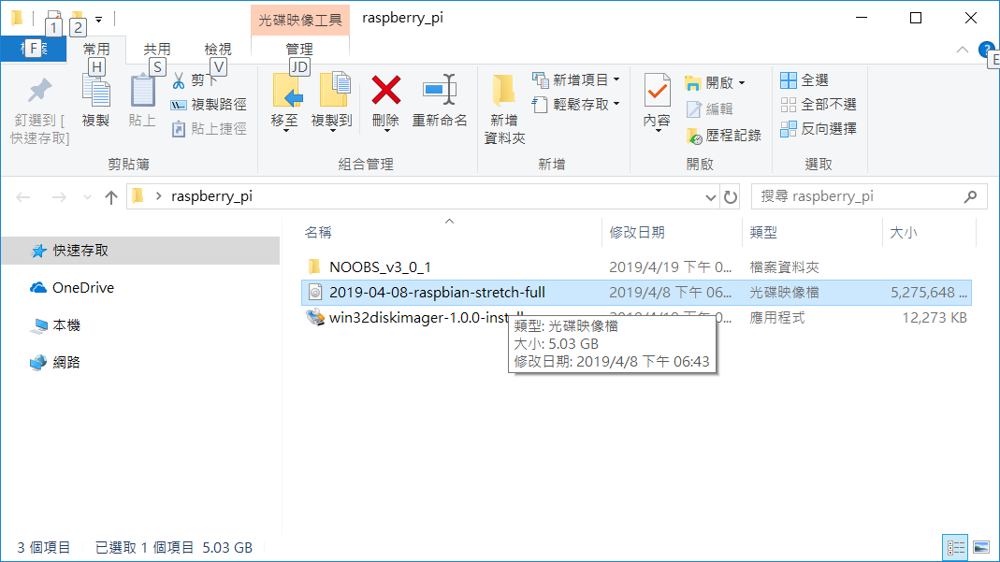 1 2 光碟映像工具 raspberry_pi
F 常用 共用 檢視 管理
H S V JD E
剪下
複製路徑
貼上捷徑
釘選到 [
快速存取]
複製 貼上
移至 複製到 刪除 重新命名
新增
資料夾
新增項目
輕鬆存取
內容
開啟
編輯
歷程記錄
全選
全部不選
反向選擇
剪貼簿 組合管理 新增 開啟 選取
raspberry_pi 搜尋 raspberry_pi
名稱 修改日期 類型 大小
快速存取
OneDrive
本機
網路
NOOBS_v3_0_1 2019/4/19 下午 0... 檔案資料夾
2019-04-08-raspbian-stretch-full 2019/4/8 下午 06... 光碟映像檔 5,275,648 ...
win32diskimager-1.0.0-install 0... 應用程式 12,273 KB
類型: 光碟映像檔
大小: 5.03 GB
修改日期: 2019/4/8 下午 06:43
3 個項目 已選取 1 個項目 5.03 GB